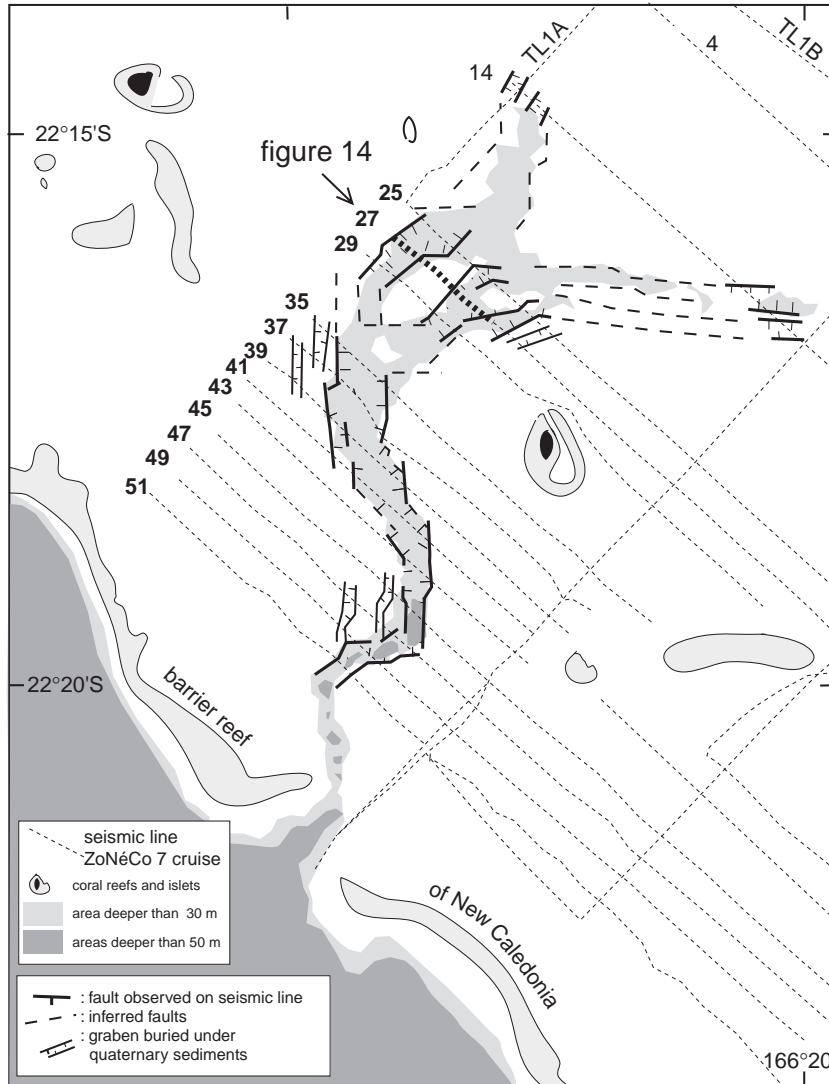 TL1A
4
TL1B
14
22°15'S
figure 14
25
27
29
35
37
39
41
43
45
47
49
51
22°20'S
barrier reef
of New Caledonia
seismic line
ZoNéCo 7 cruise
coral reefs and islets
area deeper than 30 m
areas deeper than 50 m
: fault observed on seismic line
: inferred faults
: graben buried under
quaternary sediments
166°20